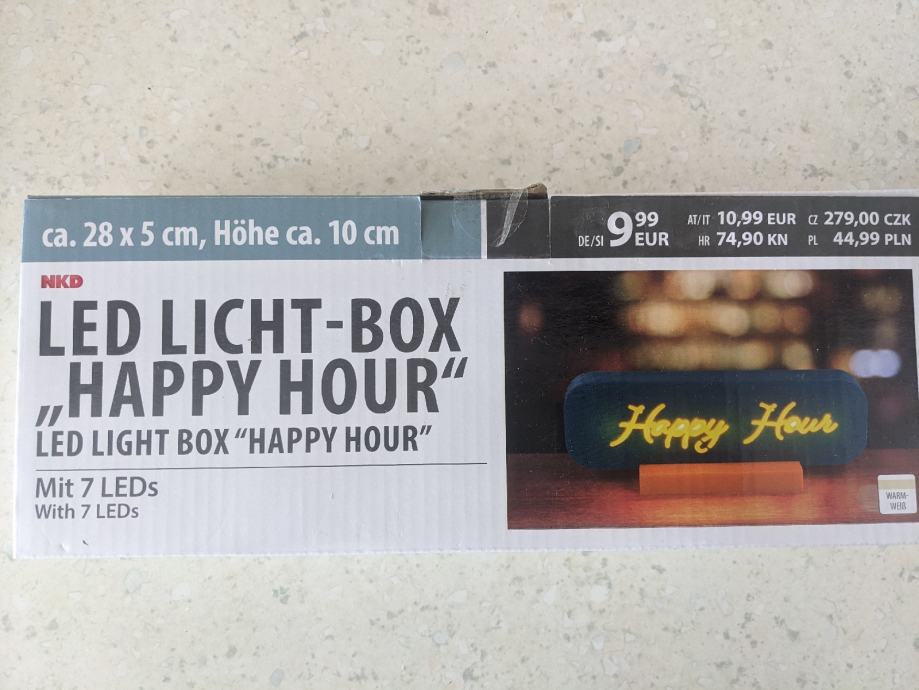 ca. 28 x 5 cm, Höhe ca. 10 cm
DE/SI 9 99 EUR
AT/IT 10,99 EUR CZ 279,00 CZK
HR 74,90 KN PL 44,99 PLN
NKD
LED LICHT-BOX
„HAPPY HOUR“
LED LIGHT BOX “HAPPY HOUR”
Mit 7 LEDs
With 7 LEDs
Happy Hour
WARM-
WEIß